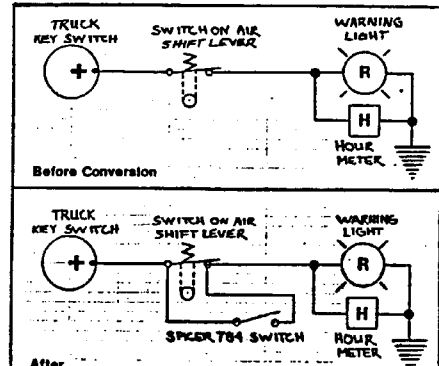 TRUCK
KEY SWITCH
SWITCH ON AIR
SHIFT LEVER
WARNING
LIGHT
+
R
H
HOUR
METER
Before Conversion
TRUCK
KEY SWITCH
SWITCH ON AIR
SHIFT LEVER
WARNING
LIGHT
+
R
H
SPICER 784 SWITCH
HOUR
METER
After